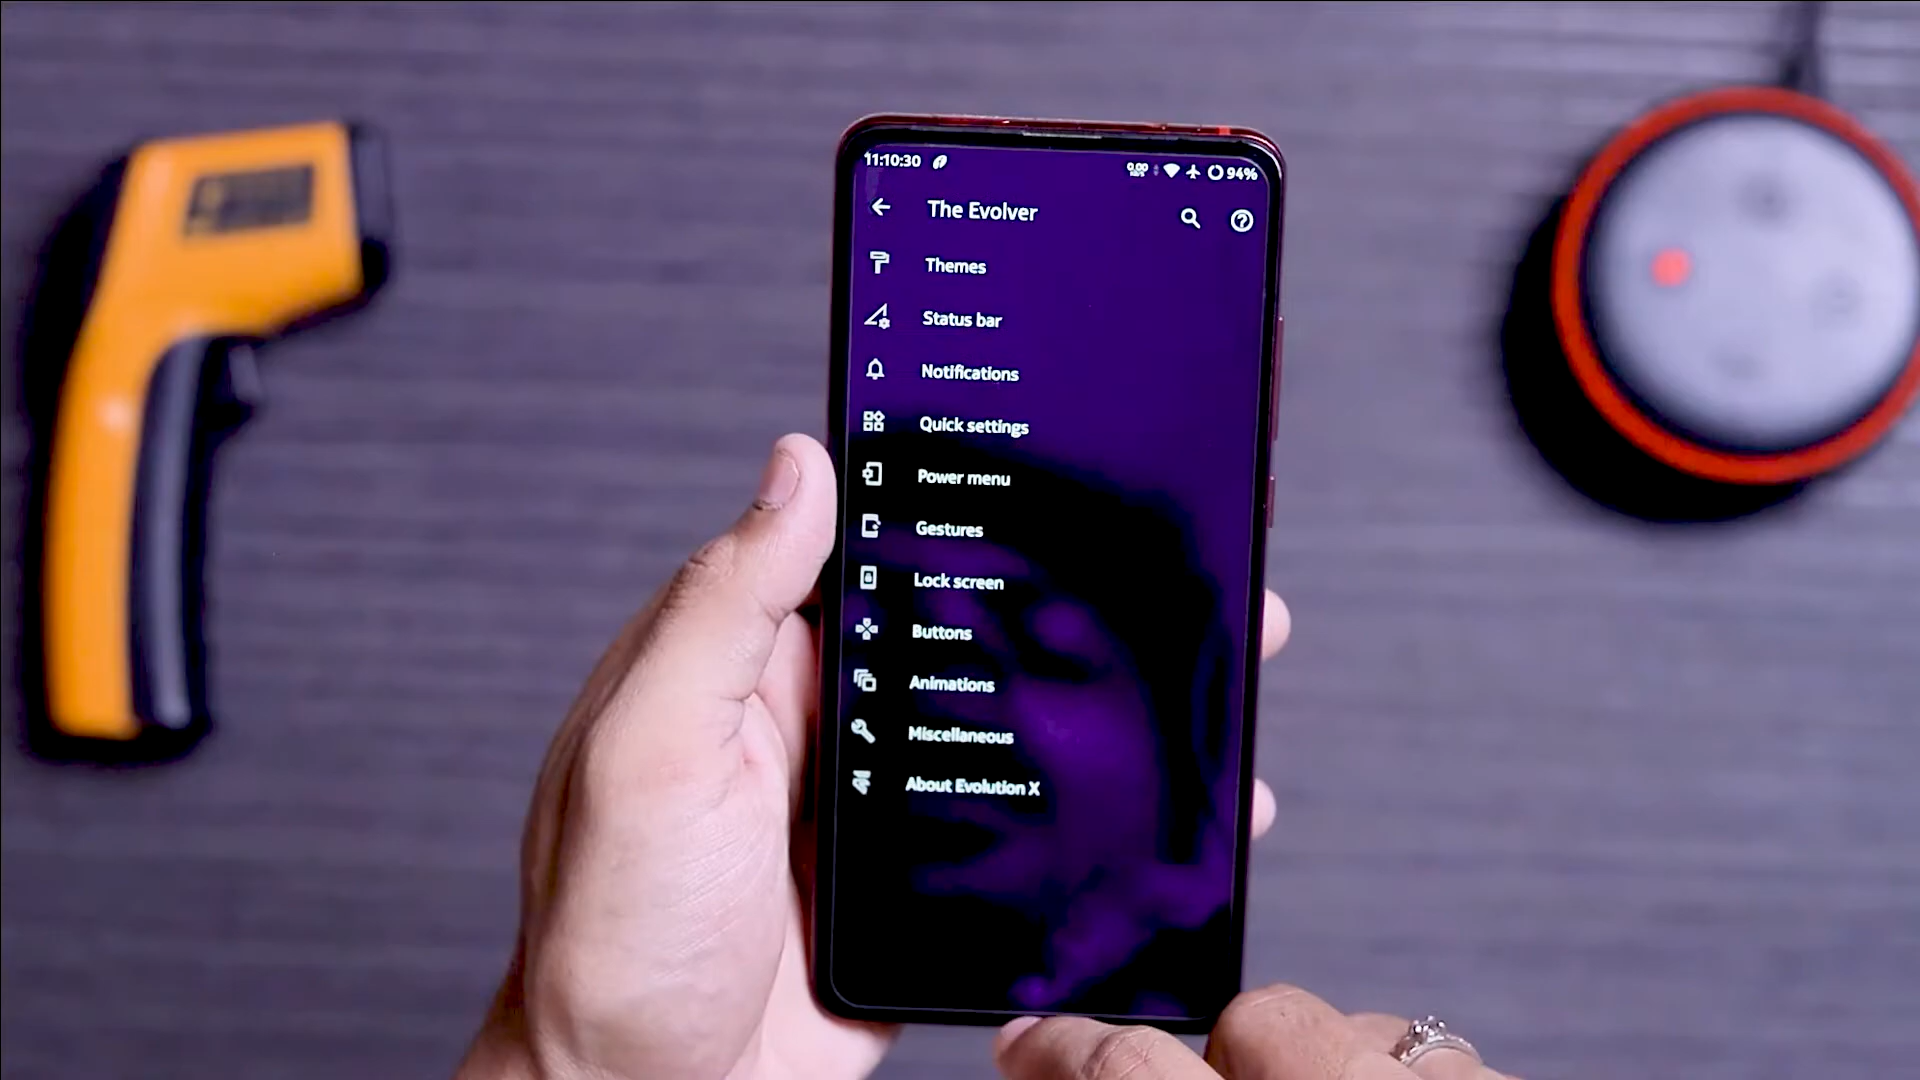 11:10:30 94%
The Evolver
Themes
Status bar
Notifications
Quick settings
Power menu
Gestures
Lock screen
Buttons
Animations
Miscellaneous
About Evolution X